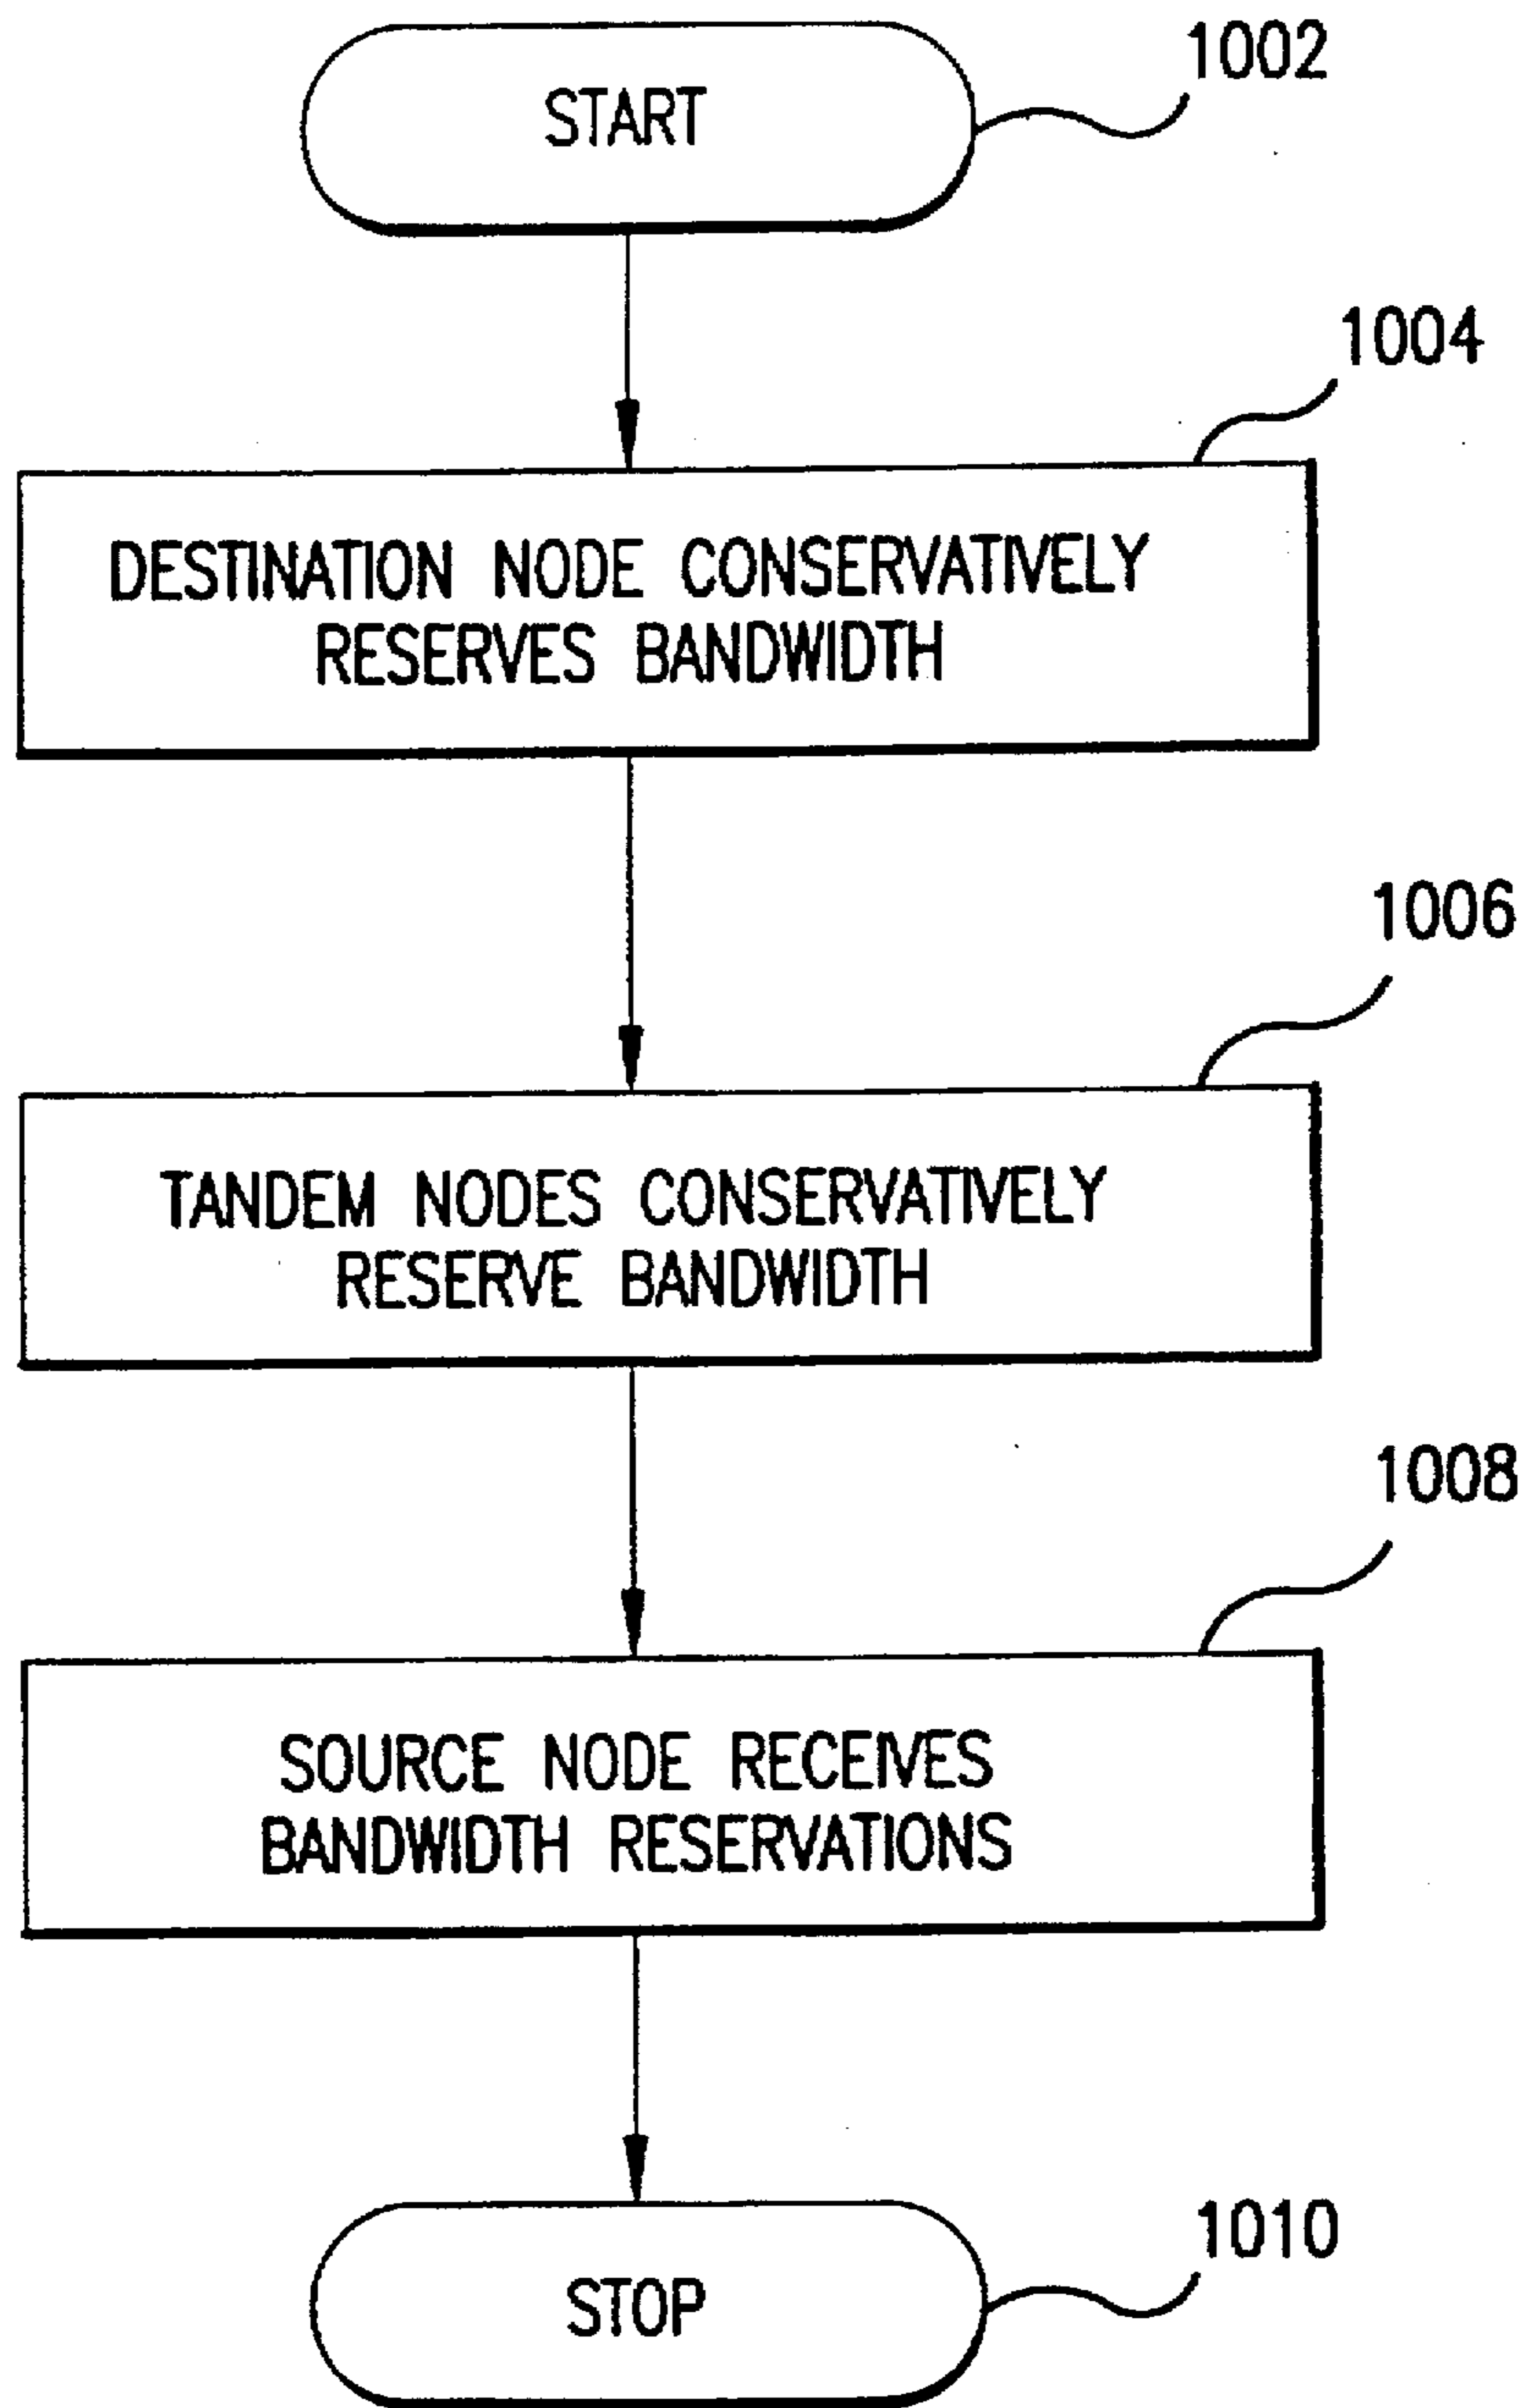 START
1002
1004
DESTINATION NODE CONSERVATIVELY
RESERVES BANDWIDTH
1006
TANDEM NODES CONSERVATIVELY
RESERVE BANDWIDTH
1008
SOURCE NODE RECEIVES
BANDWIDTH RESERVATIONS
1010
STOP